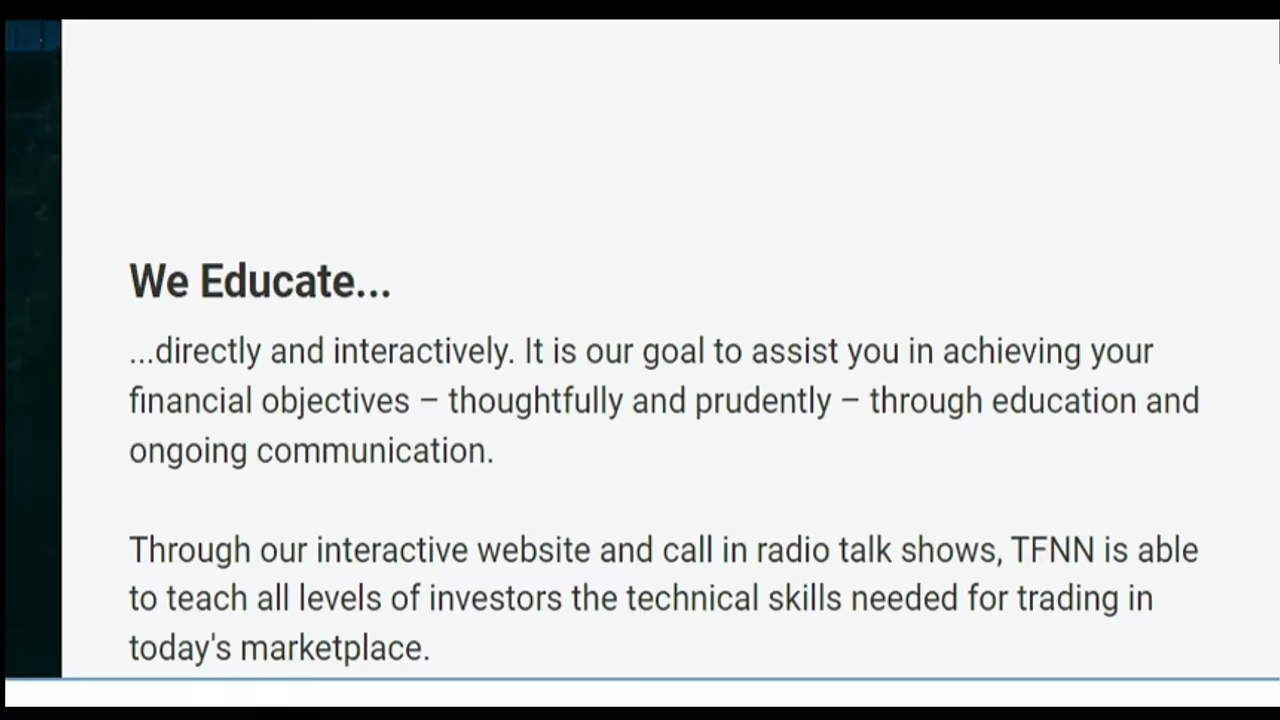 We Educate...
...directly and interactively. It is our goal to assist you in achieving your
financial objectives – thoughtfully and prudently – through education and
ongoing communication.
Through our interactive website and call in radio talk shows, TFNN is able
to teach all levels of investors the technical skills needed for trading in
today's marketplace.